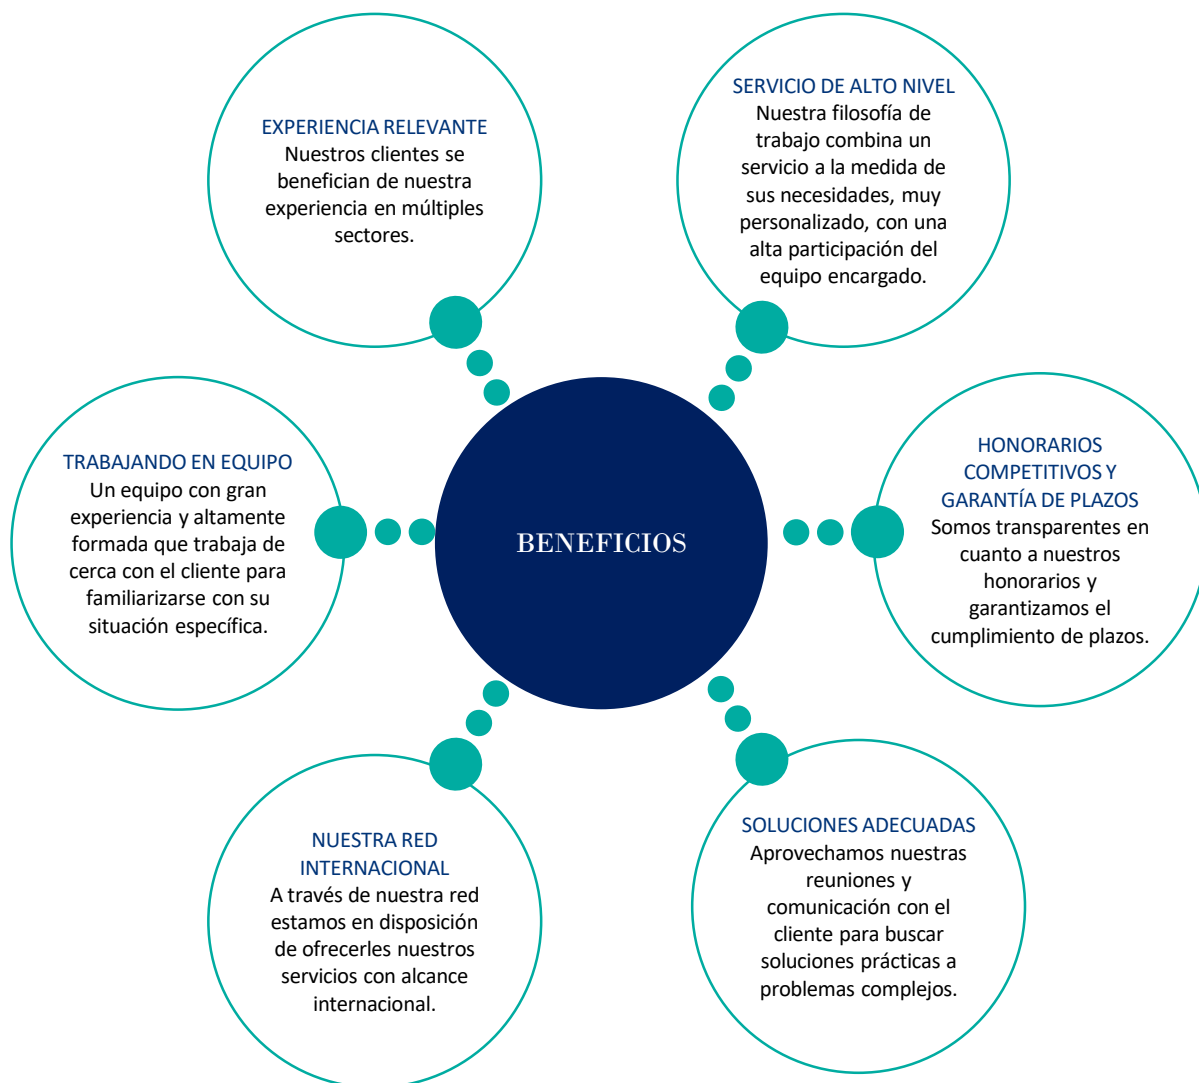 EXPERIENCIA RELEVANTE
Nuestros clientes se
benefician de nuestra
experiencia en múltiples
sectores.
SERVICIO DE ALTO NIVEL
Nuestra filosofía de
trabajo combina un
servicio a la medida de
sus necesidades, muy
personalizado, con una
alta participación del
equipo encargado.
TRABAJANDO EN EQUIPO
Un equipo con gran
experiencia y altamente
formada que trabaja de
cerca con el cliente para
familiarizarse con su
situación específica.
BENEFICIOS
HONORARIOS
COMPETITIVOS Y
GARANTÍA DE PLAZOS
Somos transparentes en
cuanto a nuestros
honorarios y
garantizamos el
cumplimiento de plazos.
NUESTRA RED
INTERNACIONAL
A través de nuestra red
estamos en disposición
de ofrecerles nuestros
servicios con alcance
internacional.
SOLUCIONES ADECUADAS
Aprovechamos nuestras
reuniones y
comunicación con el
cliente para buscar
soluciones prácticas a
problemas complejos.